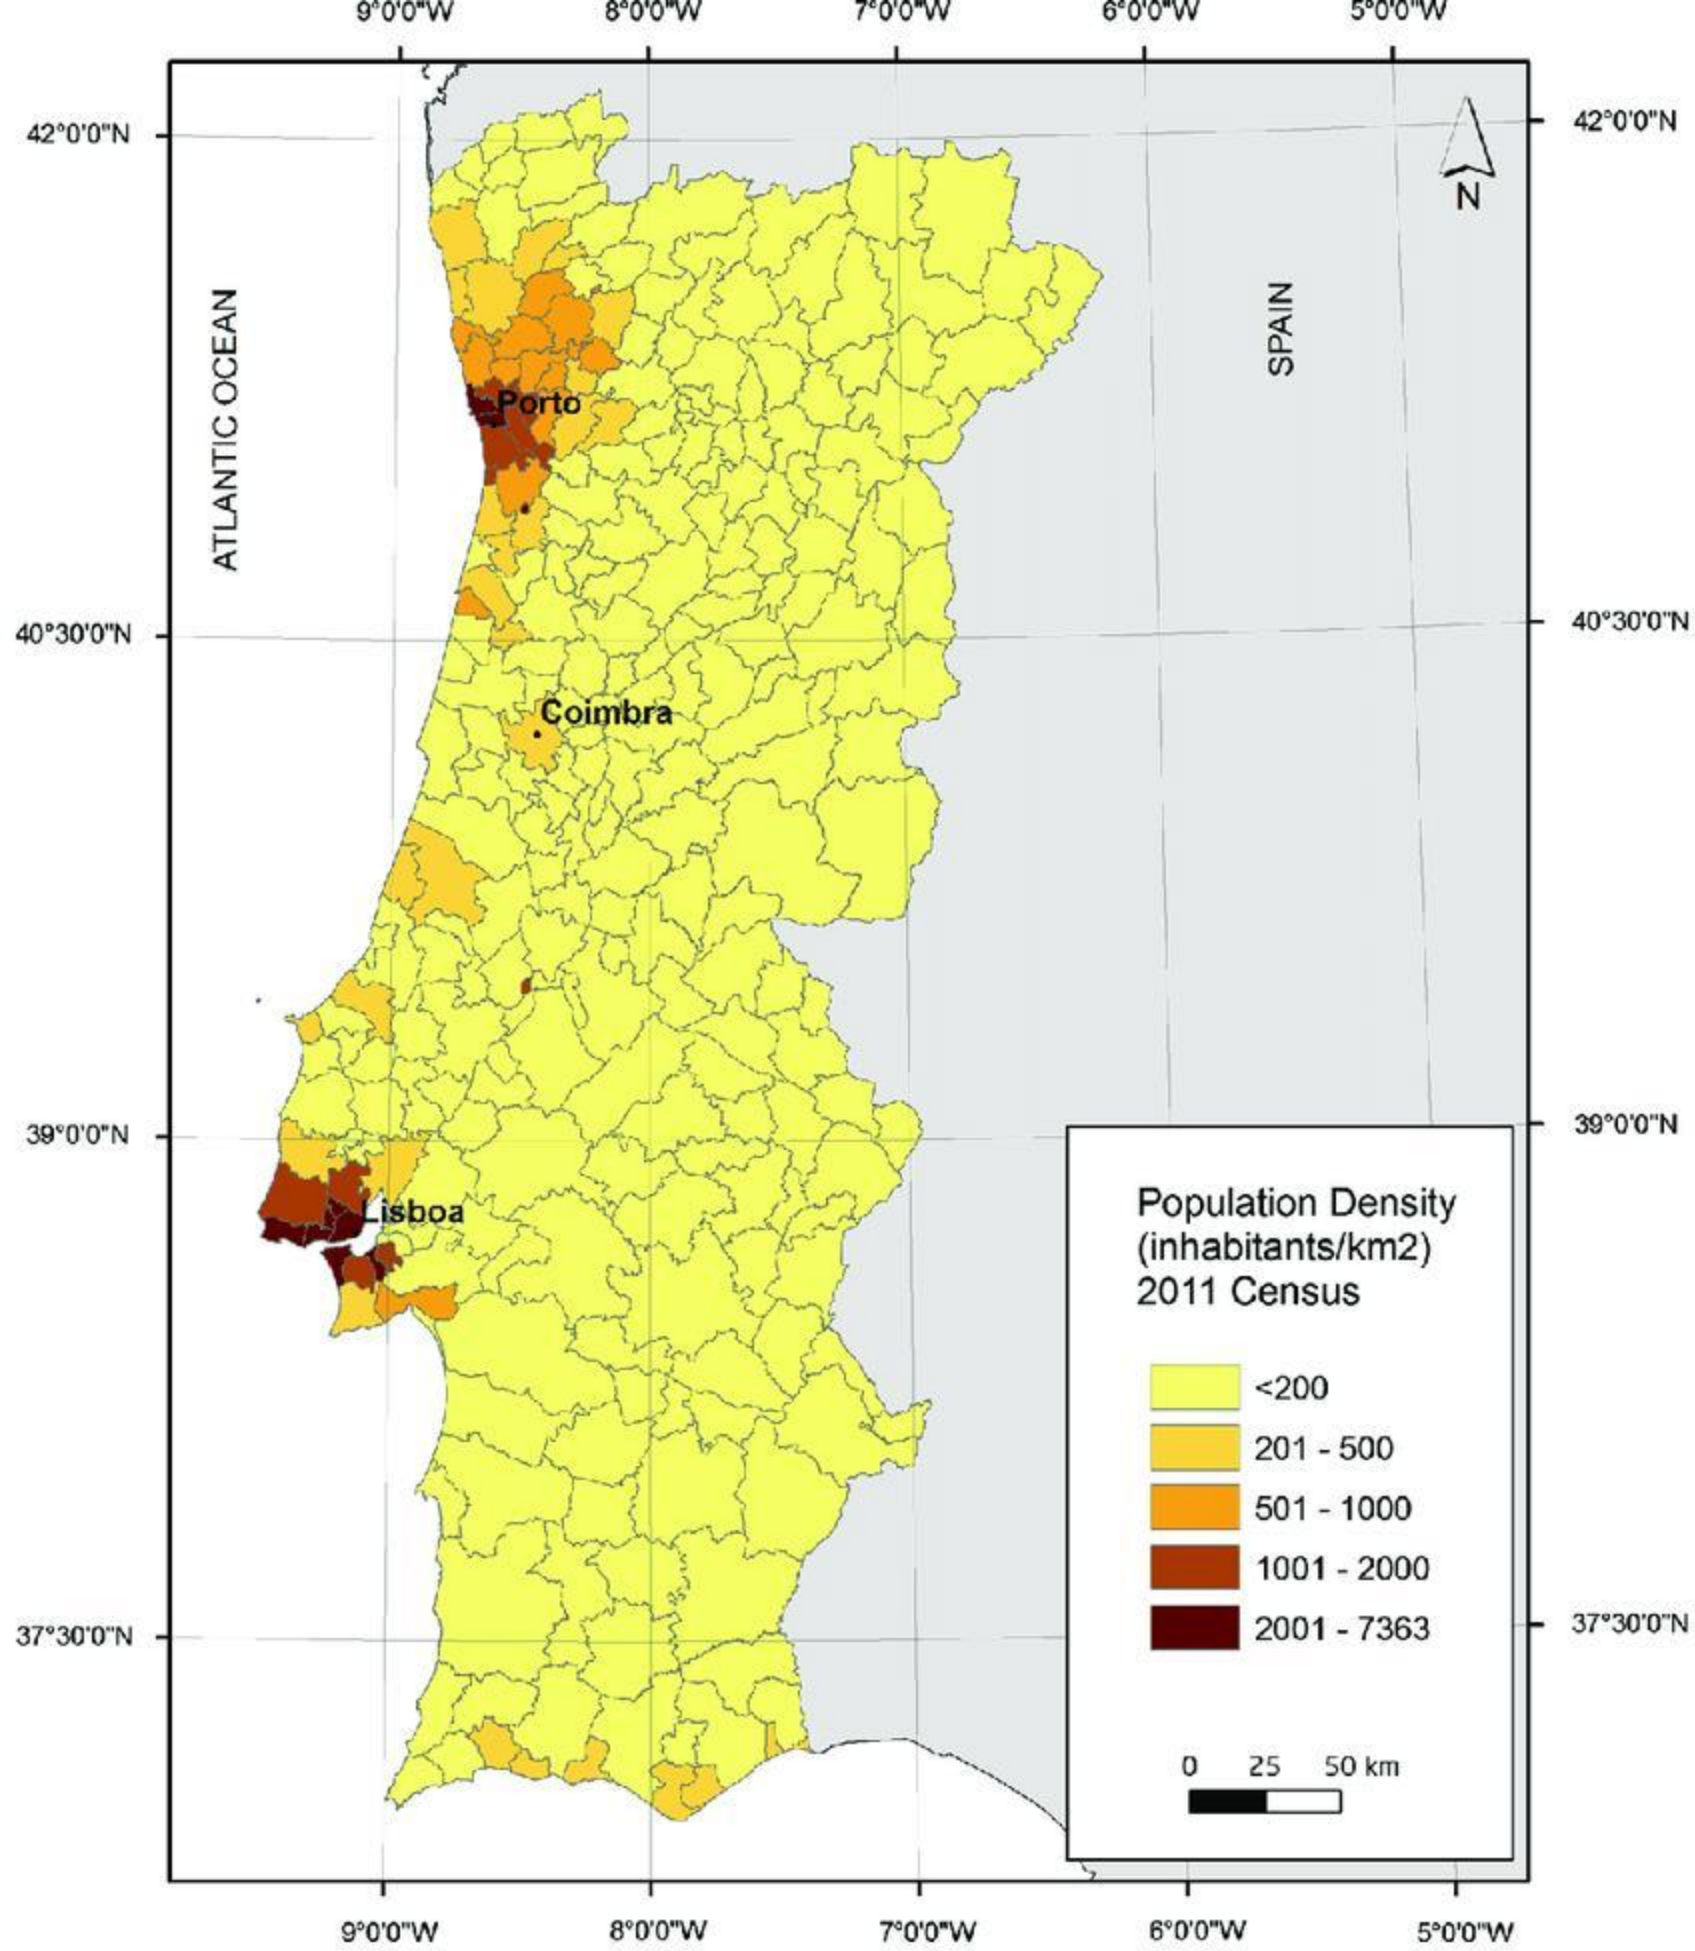 9°0'0"W 8°0'0"W 7°0'0"W 6°0'0"W 5°0'0"W
42°0'0"N 42°0'0"N
N
ATLANTIC OCEAN
SPAIN
Porto
40°30'0"N 40°30'0"N
Coimbra
39°0'0"N 39°0'0"N
Lisboa
Population Density
(inhabitants/km2)
2011 Census
<200
201 - 500
501 - 1000
1001 - 2000
2001 - 7363
37°30'0"N 37°30'0"N
0 25 50 km
9°0'0"W 8°0'0"W 7°0'0"W 6°0'0"W 5°0'0"W